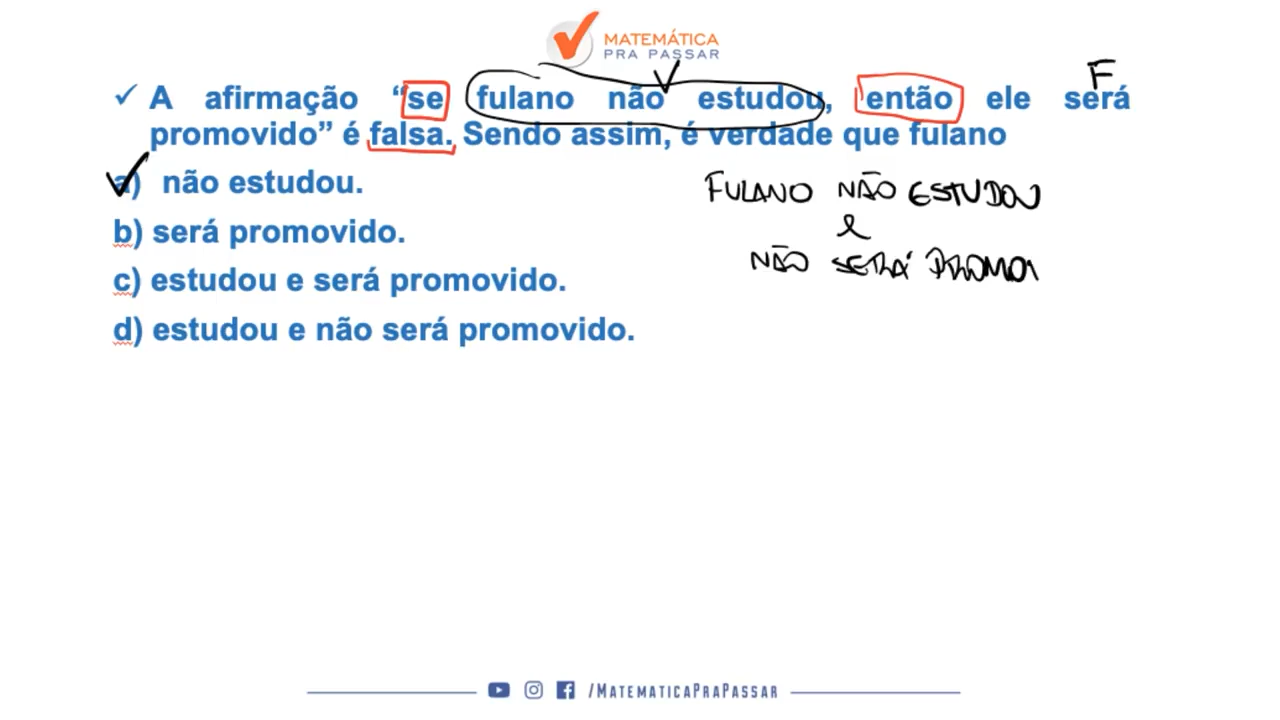 MATEMÁTICA
PRA PASSAR
V
F
✓ A afirmação “se fulano não estudou, então ele será
promovido” é falsa. Sendo assim, é verdade que fulano
a) não estudou.
b) será promovido.
c) estudou e será promovido.
d) estudou e não será promovido.
FULANO NÃO ESTUDOU
e
NÃO SERÁ PROMOV
/MATEMATICAPRAPASSAR